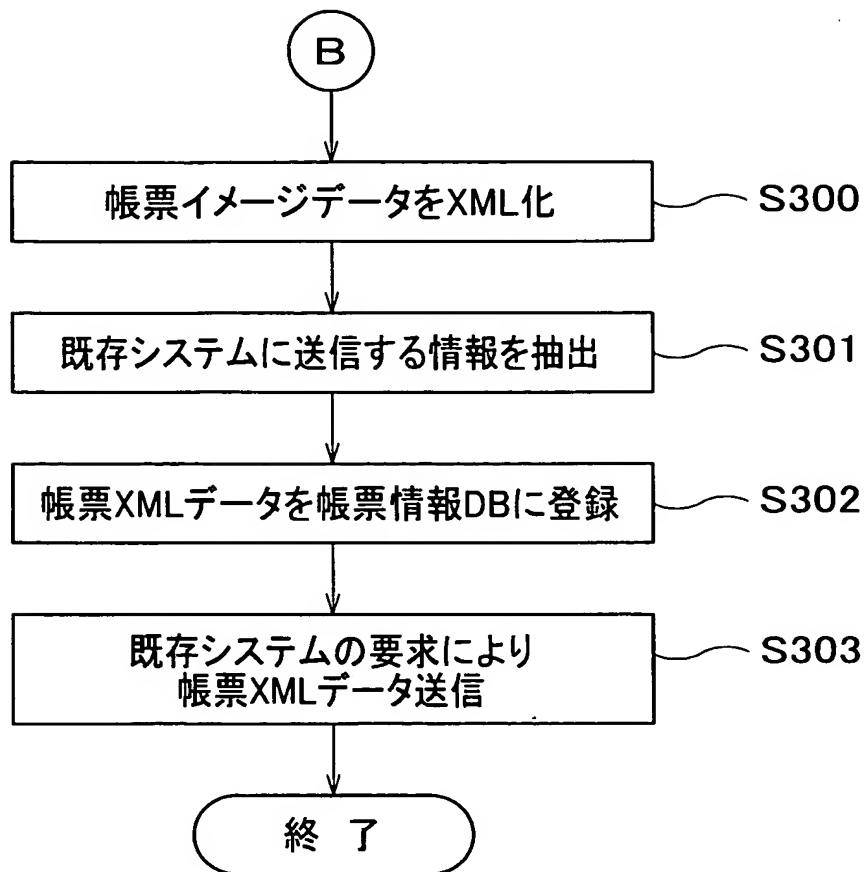 B
帳票イメージデータをXML化
S300
既存システムに送信する情報を抽出
S301
帳票XMLデータを帳票情報DBに登録
S302
既存システムの要求により
帳票XMLデータ送信
S303
終 了